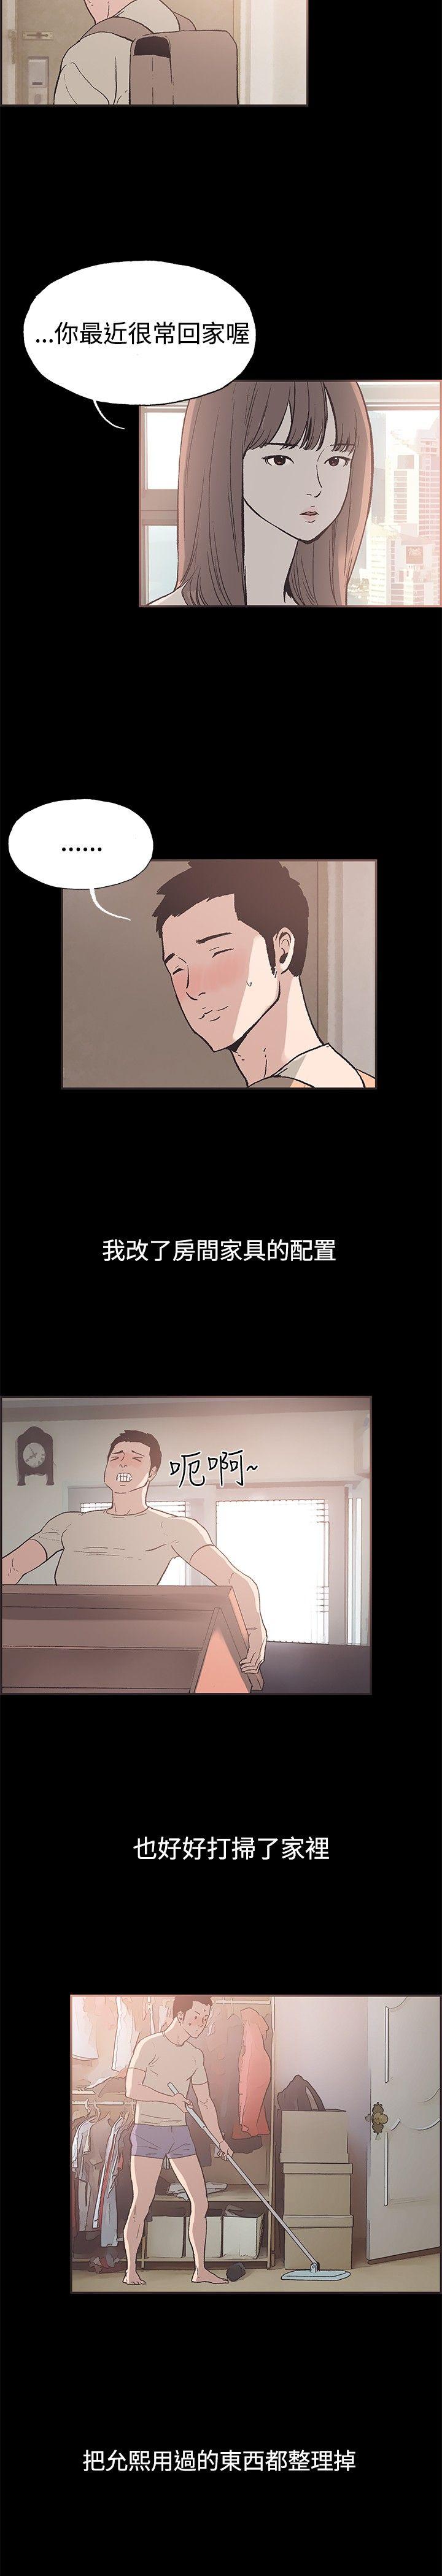 ...你最近很常回家喔
......
我改了房間家具的配置
呃啊~
也好好打掃了家裡
把允熙用過的東西都整理掉